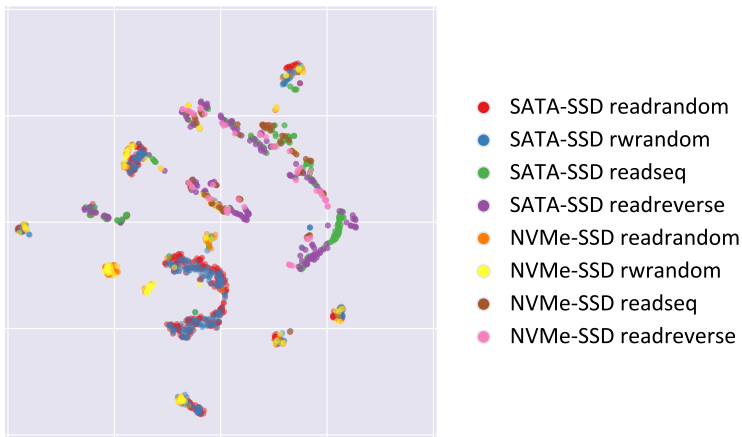 SATA-SSD readrandom
SATA-SSD rwrandom
SATA-SSD readseq
SATA-SSD readreverse
NVMe-SSD readrandom
NVMe-SSD rwrandom
NVMe-SSD readseq
NVMe-SSD readreverse